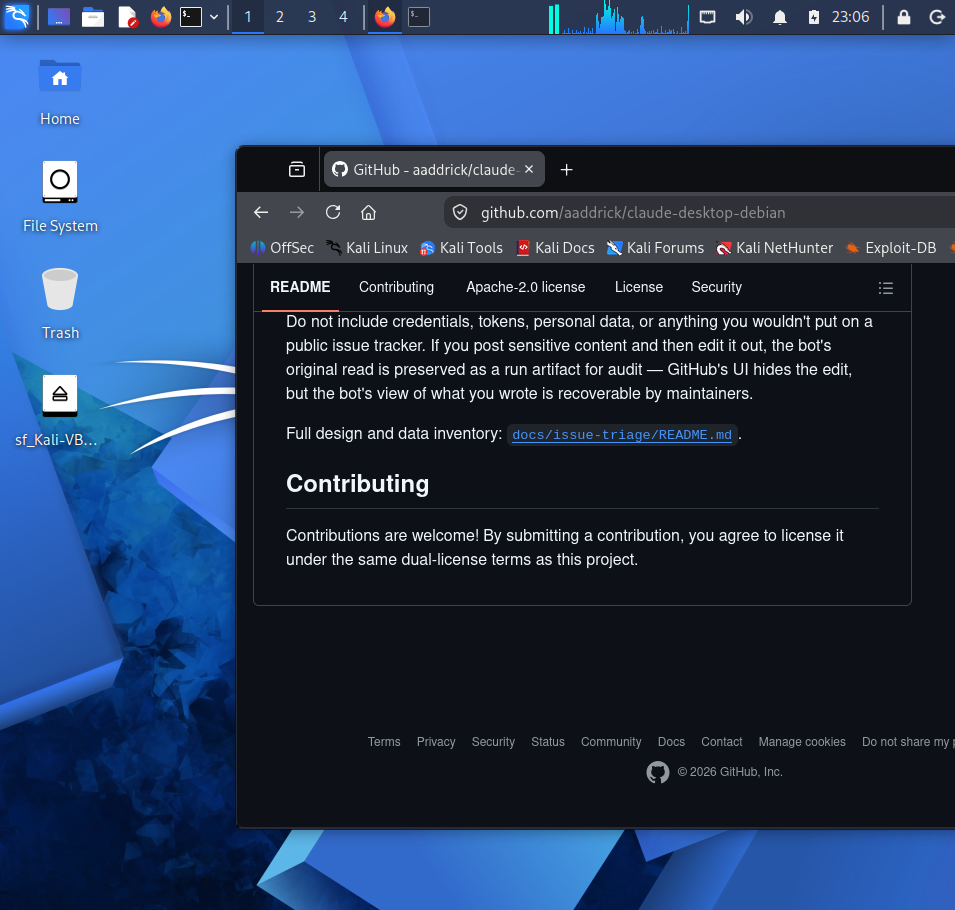 1 2 3 4 23:06
Home
File System
Trash
sf_Kali-VB...
GitHub - aaddrick/claude-
github.com/aaddrick/claude-desktop-debian
OffSec Kali Linux Kali Tools Kali Docs Kali Forums Kali NetHunter Exploit-DB
README Contributing Apache-2.0 license License Security
Do not include credentials, tokens, personal data, or anything you wouldn't put on a
public issue tracker. If you post sensitive content and then edit it out, the bot's
original read is preserved as a run artifact for audit — GitHub's UI hides the edit,
but the bot's view of what you wrote is recoverable by maintainers.
Full design and data inventory: docs/issue-triage/README.md.
Contributing
Contributions are welcome! By submitting a contribution, you agree to license it
under the same dual-license terms as this project.
Terms Privacy Security Status Community Docs Contact Manage cookies Do not share my
© 2026 GitHub, Inc.